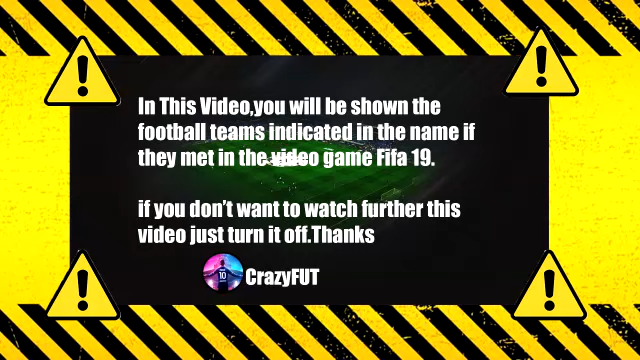 In This Video,you will be shown the
football teams indicated in the name if
they met in the video game Fifa 19.
if you don't want to watch further this
video just turn it off.Thanks
10
CrazyFUT